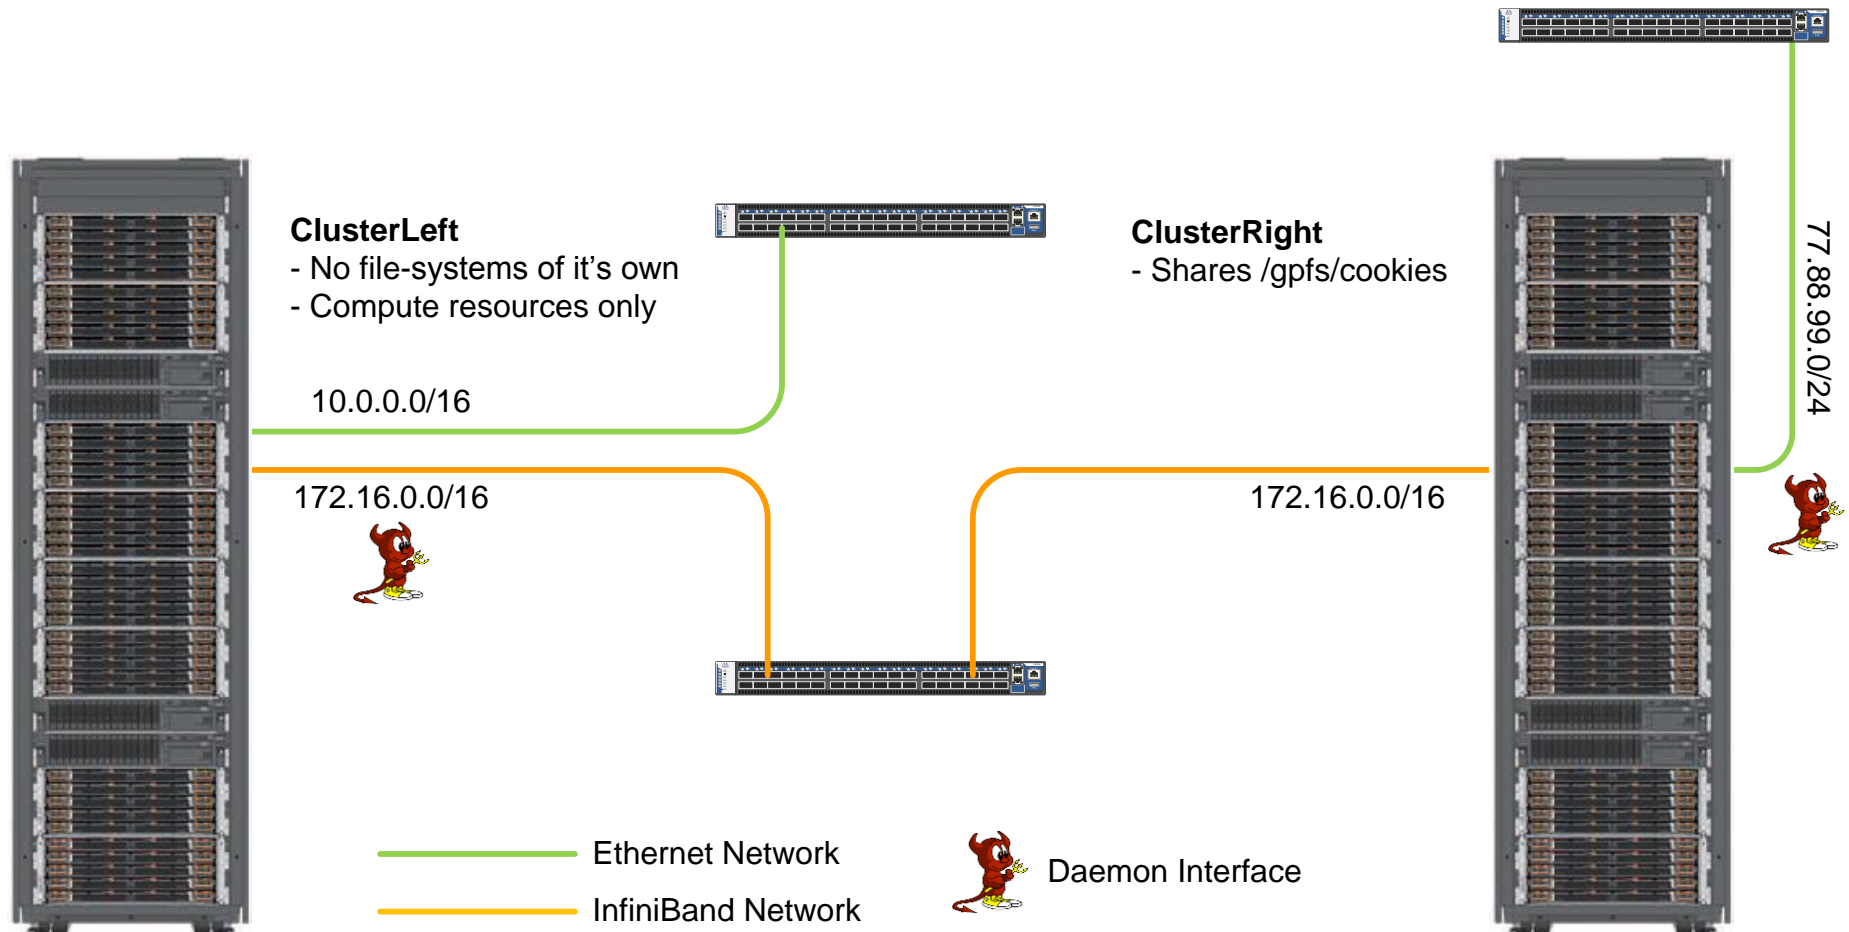 ClusterLeft
- No file-systems of it's own
- Compute resources only
10.0.0.0/16
172.16.0.0/16
ClusterRight
- Shares /gpfs/cookies
172.16.0.0/16
77.88.99.0/24
Ethernet Network
InfiniBand Network
Daemon Interface